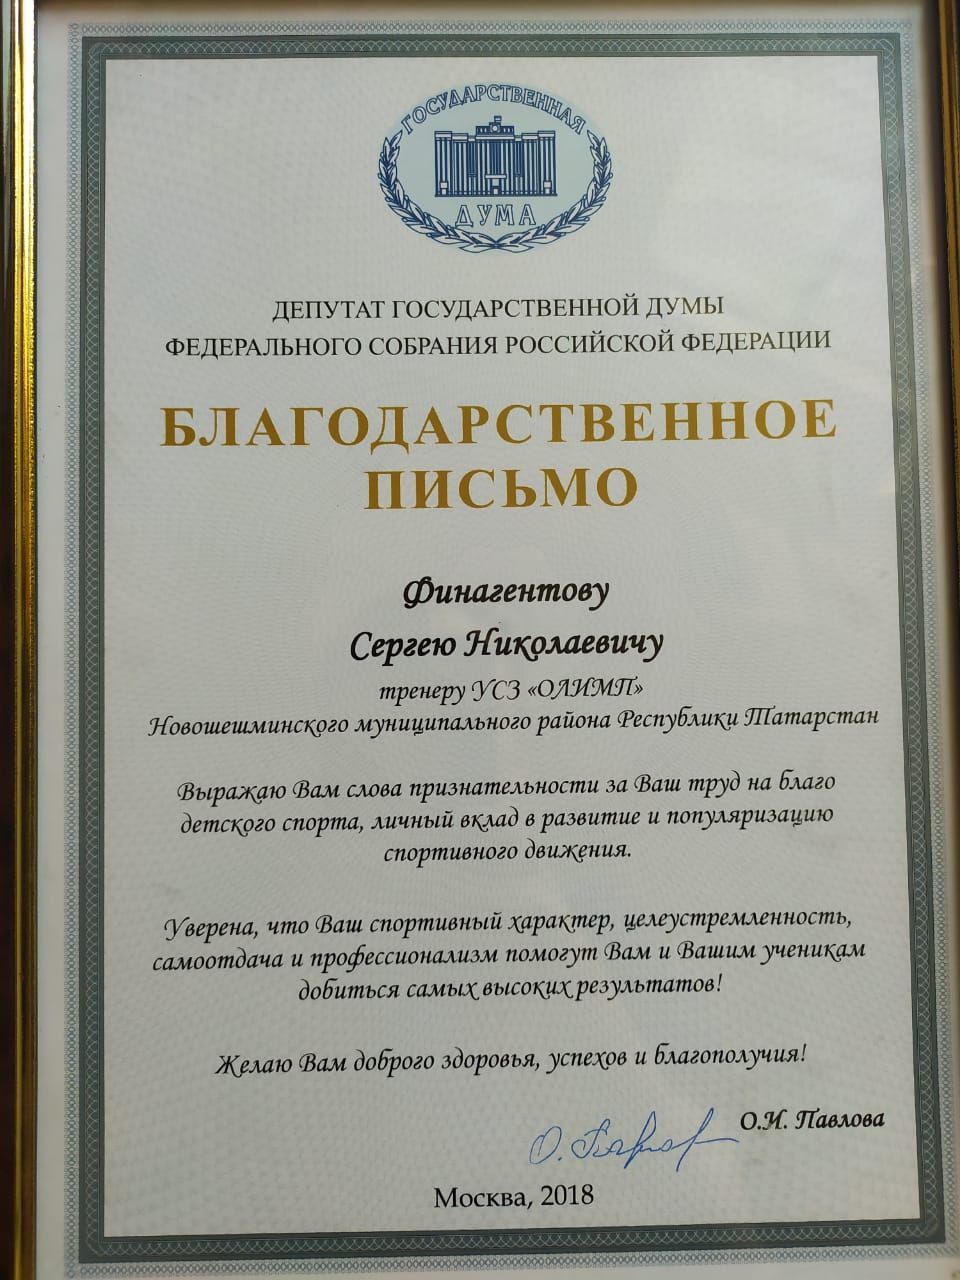 ГОСУДАРСТВЕННАЯ
ДУМА
ДЕПУТАТ ГОСУДАРСТВЕННОЙ ДУМЫ
ФЕДЕРАЛЬНОГО СОБРАНИЯ РОССИЙСКОЙ ФЕДЕРАЦИИ
БЛАГОДАРСТВЕННОЕ
ПИСЬМО
Финагентову
Сергею Николаевичу
тренеру УСЗ «ОЛИМП»
Новошешминского муниципального района Республики Татарстан
Выражаю Вам слова признательности за Ваш труд на благо
детского спорта, личный вклад в развитие и популяризацию
спортивного движения.
Уверена, что Ваш спортивный характер, целеустремленность,
самоотдача и профессионализм помогут Вам и Вашим ученикам
добиться самых высоких результатов!
Желаю Вам доброго здоровья, успехов и благополучия!
О.И. Павлова
Москва, 2018